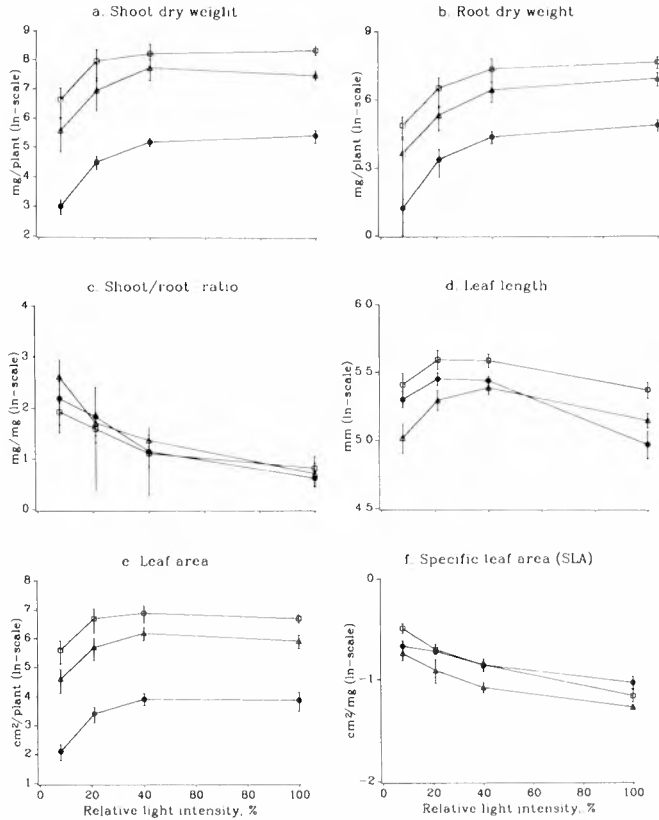 a. Shoot dry weight
b. Root dry weight
mg/plant (ln-scale)
9
8
7
6
5
4
3
2
mg/plant (ln-scale)
9
6
3
0
c. Shoot/root-ratio
d. Leaf length
mg/mg (ln-scale)
4
3
2
1
0
mm (ln-scale)
6.0
5.5
5.0
4.5
e. Leaf area
f. Specific leaf area (SLA)
cm²/plant (ln-scale)
8
7
6
5
4
3
2
1
0 20 40 60 80 100
Relative light intensity, %
cm²/mg (ln-scale)
0
-1
-2
0 20 40 60 80 100
Relative light intensity, %